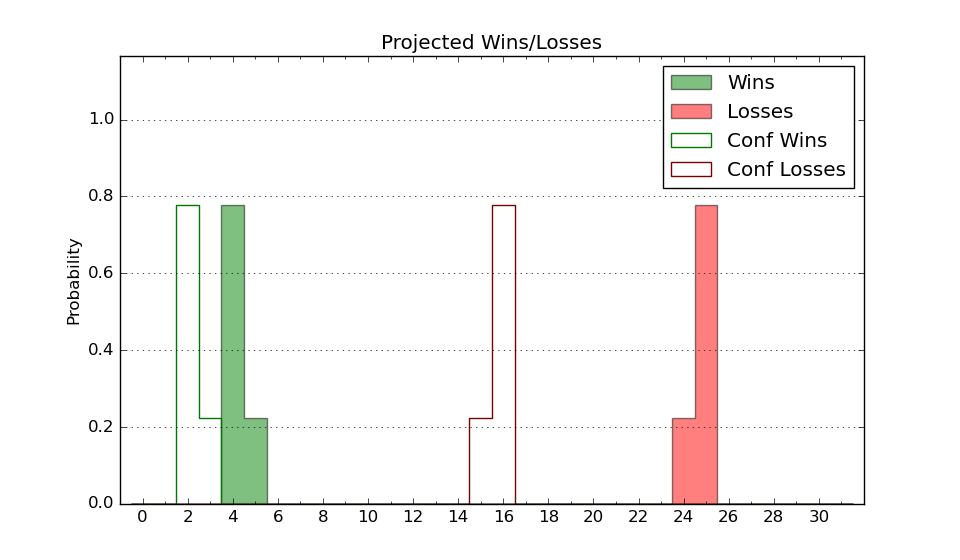 Projected Wins/Losses
Wins
Losses
Conf Wins
Conf Losses
Probability
1.0
0.8
0.6
0.4
0.2
0.0
0 2 4 6 8 10 12 14 16 18 20 22 24 26 28 30